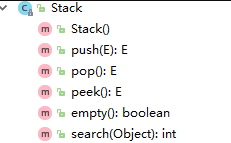 Stack
Stack()
push(E): E
pop(): E
peek(): E
empty(): boolean
search(Object): int